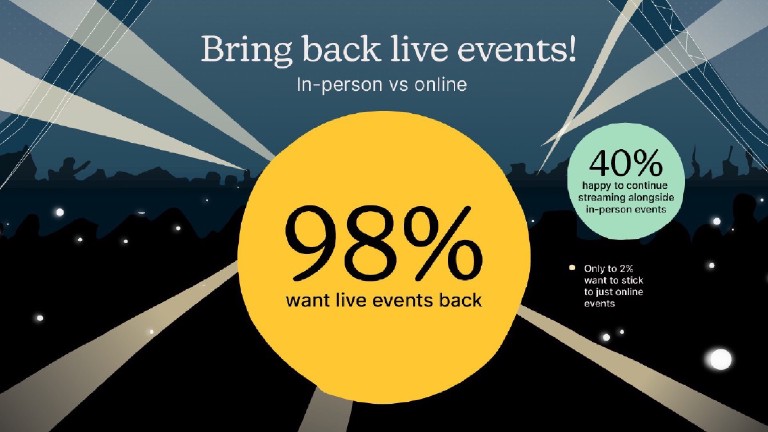 Bring back live events!
In-person vs online
98%
want live events back
40%
happy to continue
streaming alongside
in-person events
Only to 2%
want to stick
to just online
events